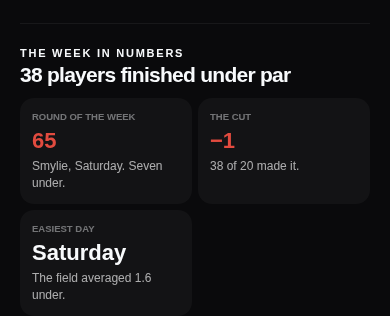 THE WEEK IN NUMBERS
38 players finished under par
ROUND OF THE WEEK
65
Smylie, Saturday. Seven
under.
THE CUT
−1
38 of 20 made it.
EASIEST DAY
Saturday
The field averaged 1.6
under.